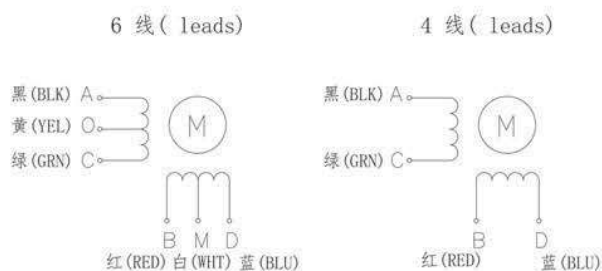 6 线( leads)
黑(BLK) A
黄(YEL) O
绿(GRN) C
M
B M D
红(RED) 白(WHT) 蓝(BLU)
4 线( leads)
黑(BLK) A
绿(GRN) C
M
B D
红(RED) 蓝(BLU)